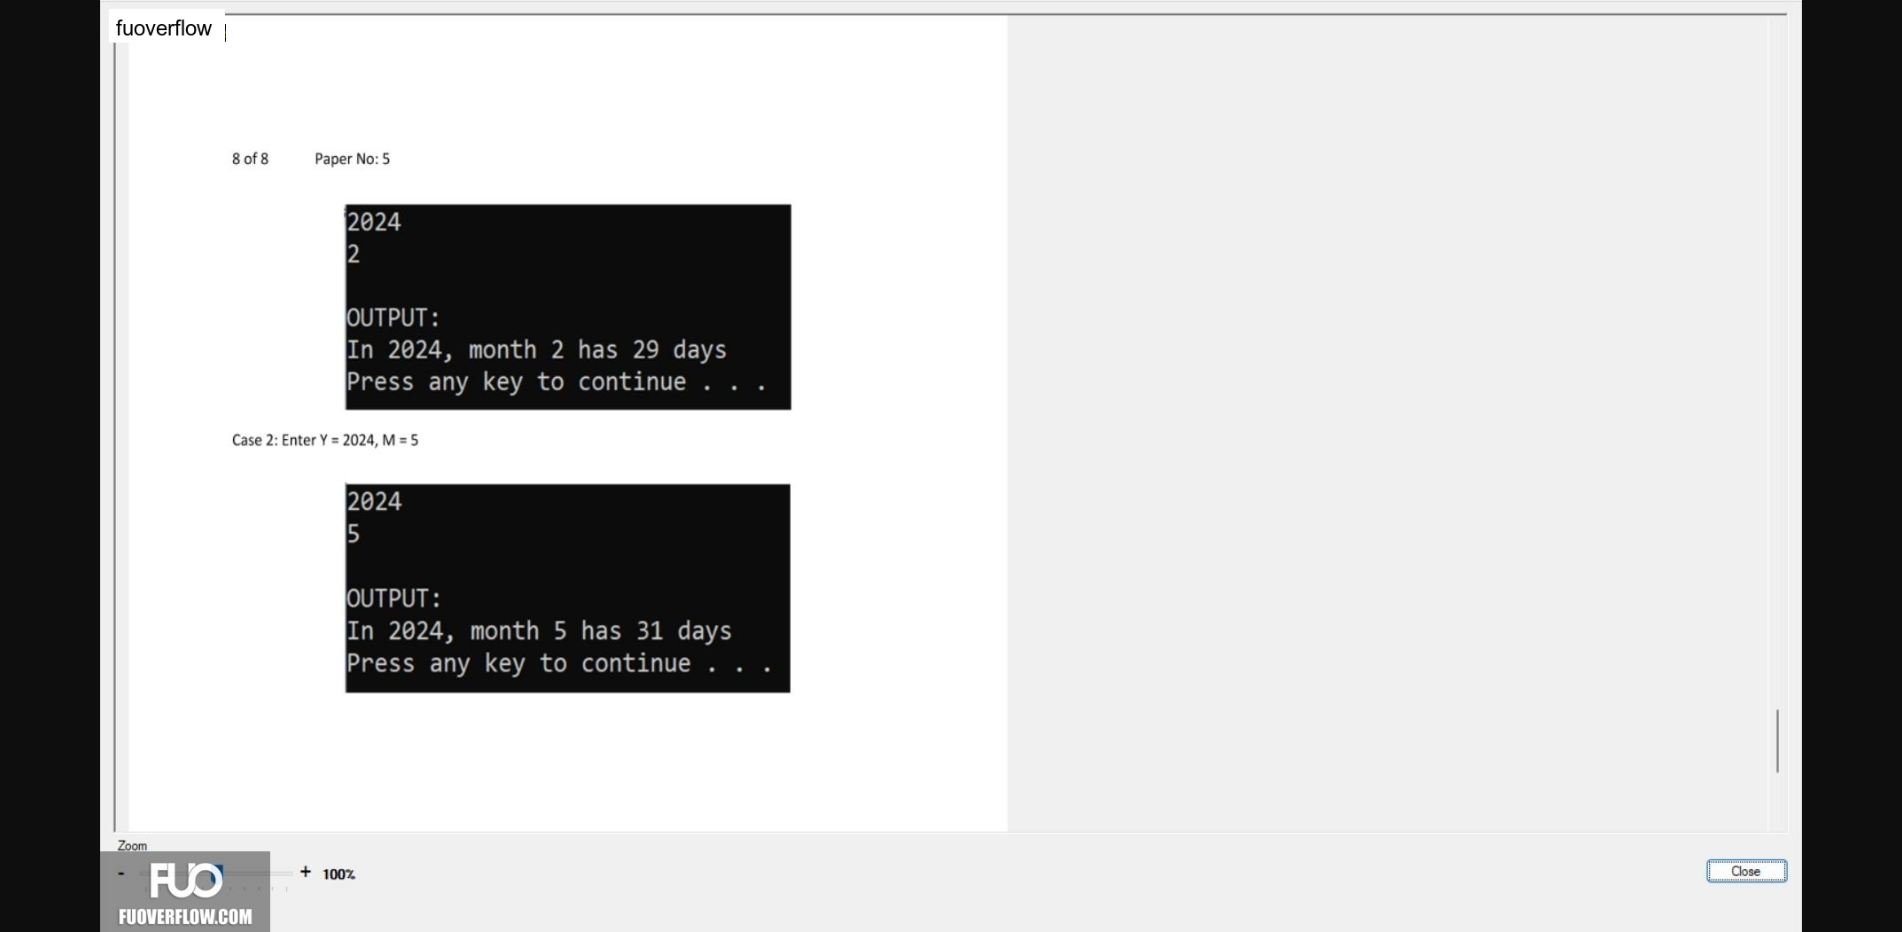 fuoverflow
8 of 8 Paper No: 5
2024
2
OUTPUT:
In 2024, month 2 has 29 days
Press any key to continue . . .
Case 2: Enter Y = 2024, M = 5
2024
5
OUTPUT:
In 2024, month 5 has 31 days
Press any key to continue . . .
Zoom
- + 100%
Close
FUO
FUOVERFLOW.COM